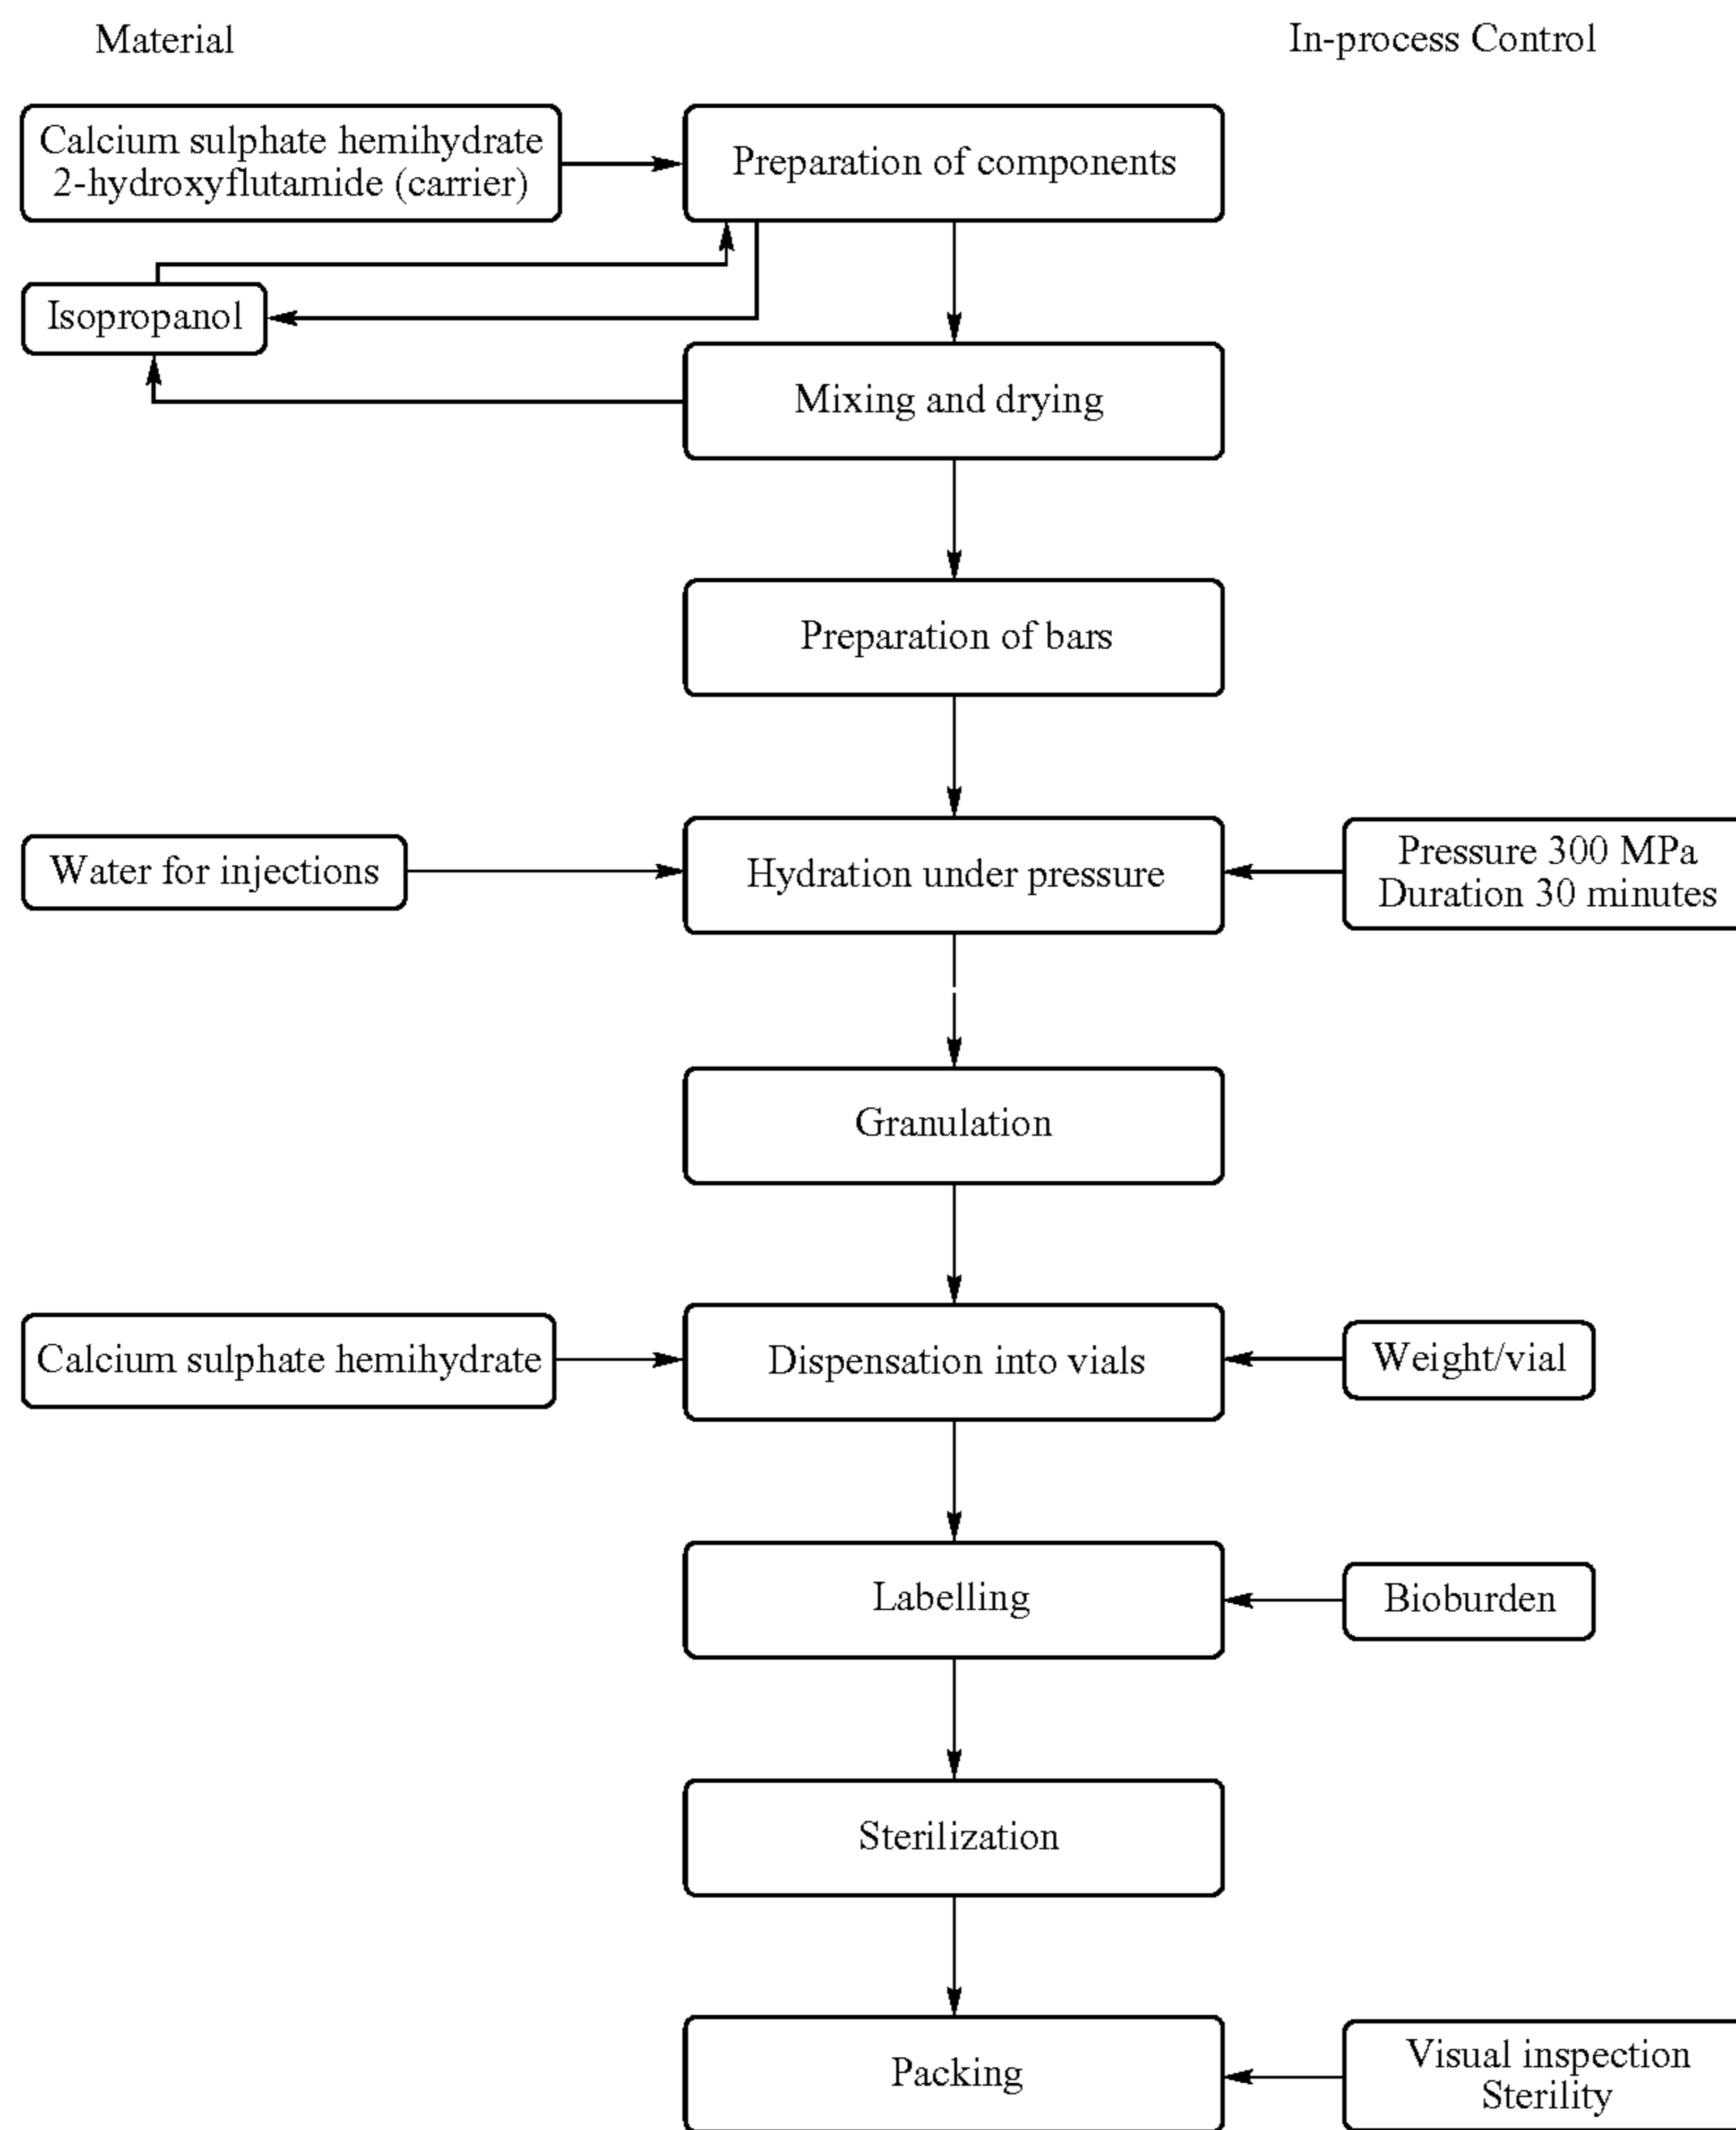 Material
In-process Control
Calcium sulphate hemihydrate
2-hydroxyflutamide (carrier)
Preparation of components
Isopropanol
Mixing and drying
Preparation of bars
Water for injections
Hydration under pressure
Pressure 300 MPa
Duration 30 minutes
Granulation
Calcium sulphate hemihydrate
Dispensation into vials
Weight/vial
Labelling
Bioburden
Sterilization
Packing
Visual inspection
Sterility